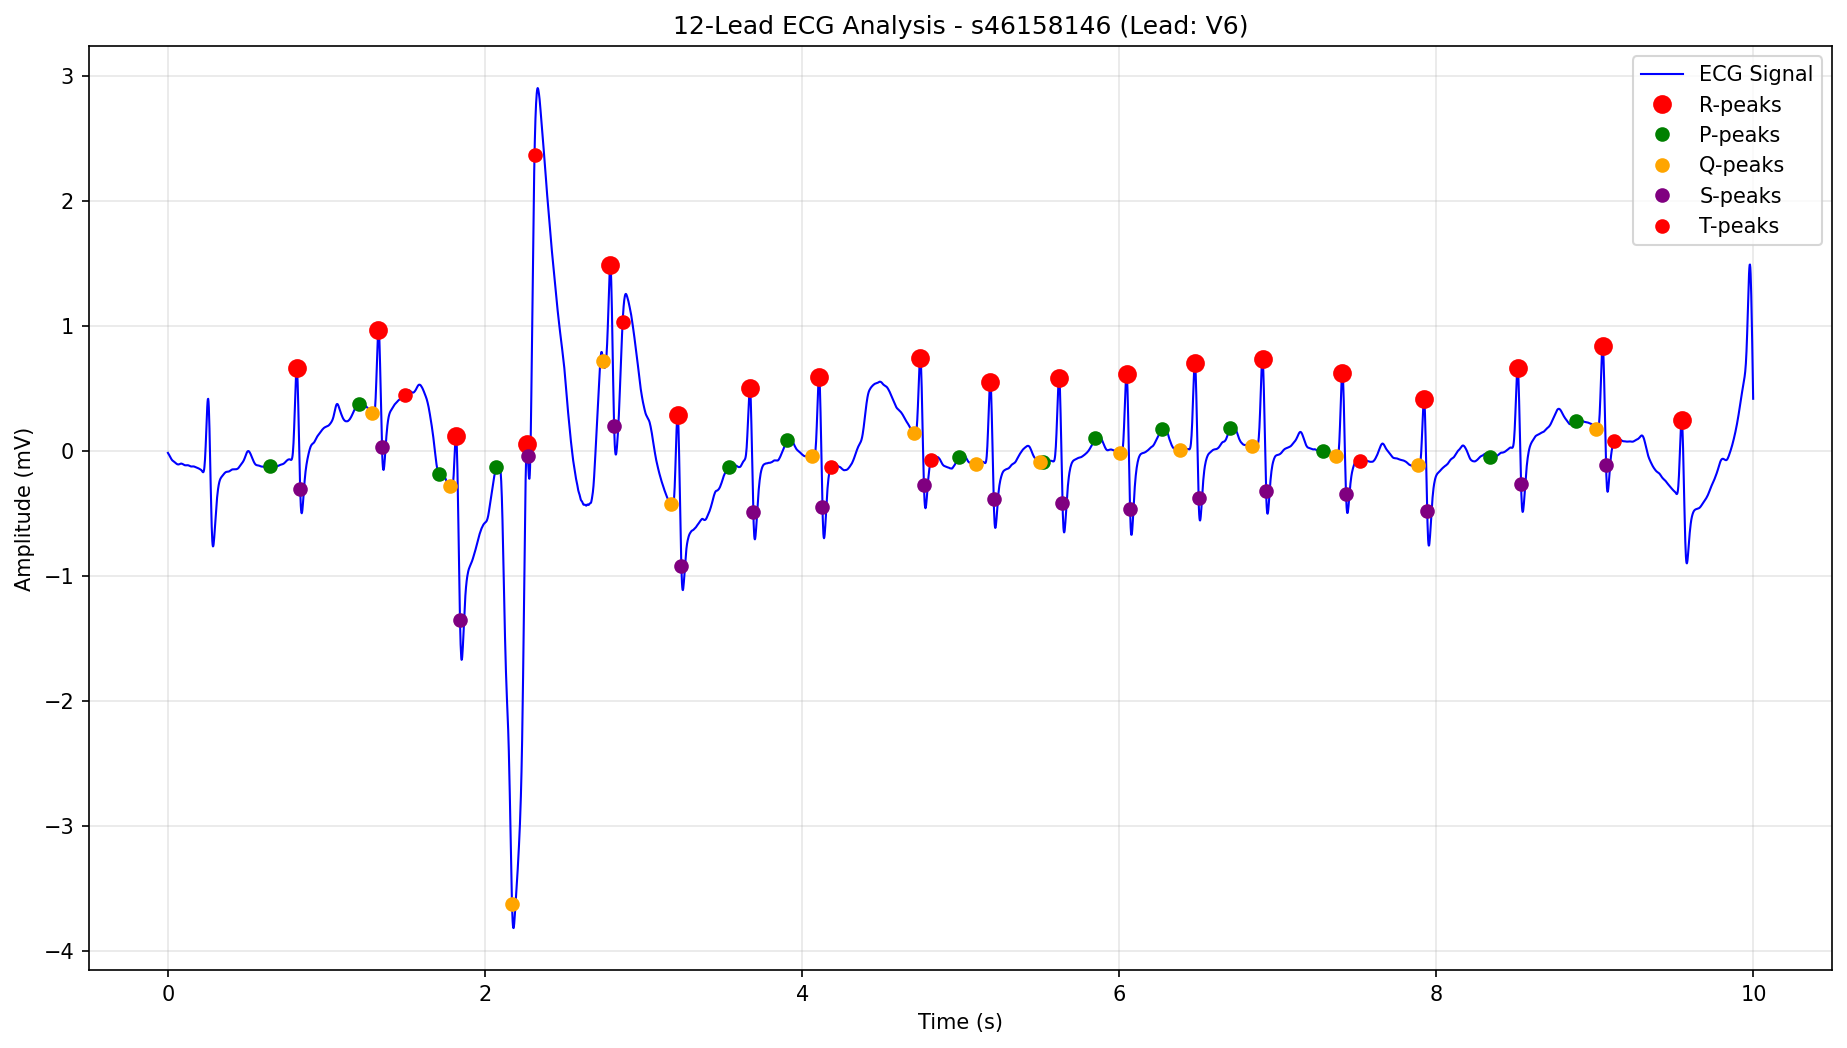 12-Lead ECG Analysis - s46158146 (Lead: V6)
ECG Signal
R-peaks
P-peaks
Q-peaks
S-peaks
T-peaks
3
2
1
0
−1
−2
−3
−4
Amplitude (mV)
0 2 4 6 8 10
Time (s)